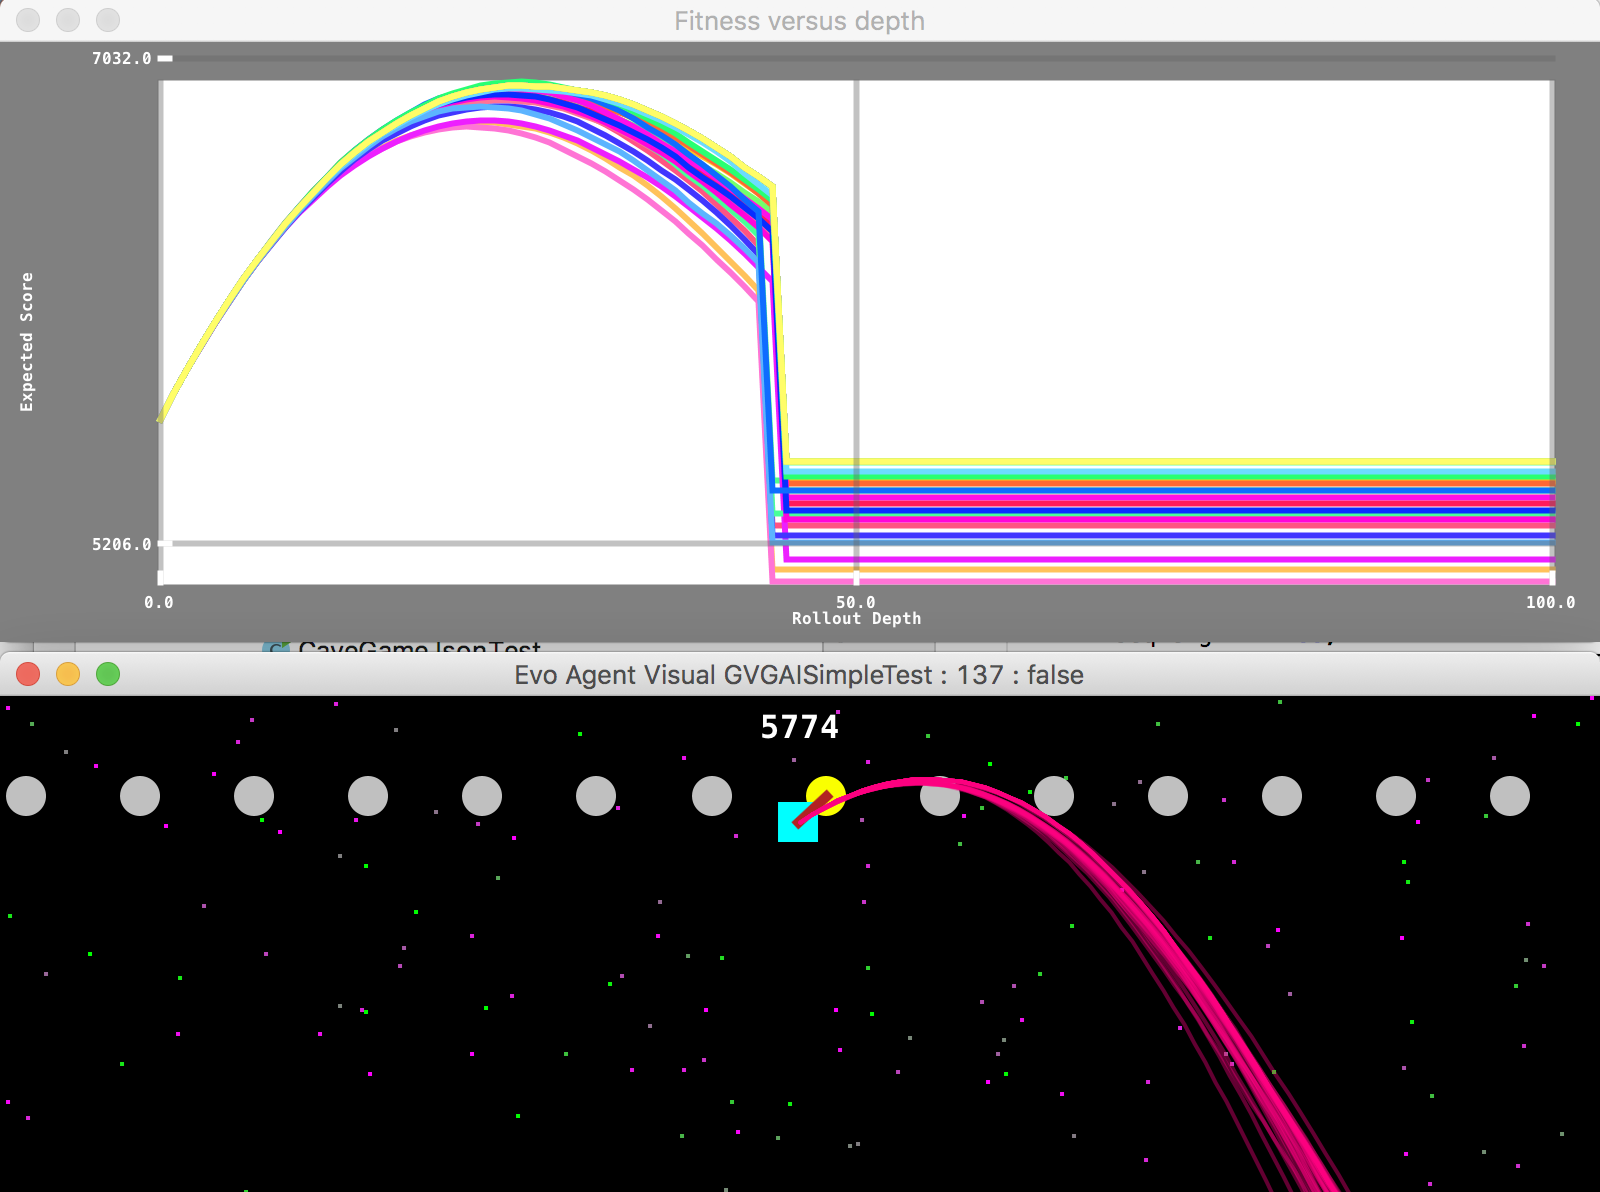 Fitness versus depth
7032.0
Expected Score
5206.0
0.0
50.0
100.0
Rollout Depth
CaveGameJsonTest
Evo Agent Visual GVGAISimpleTest : 137 : false
5774